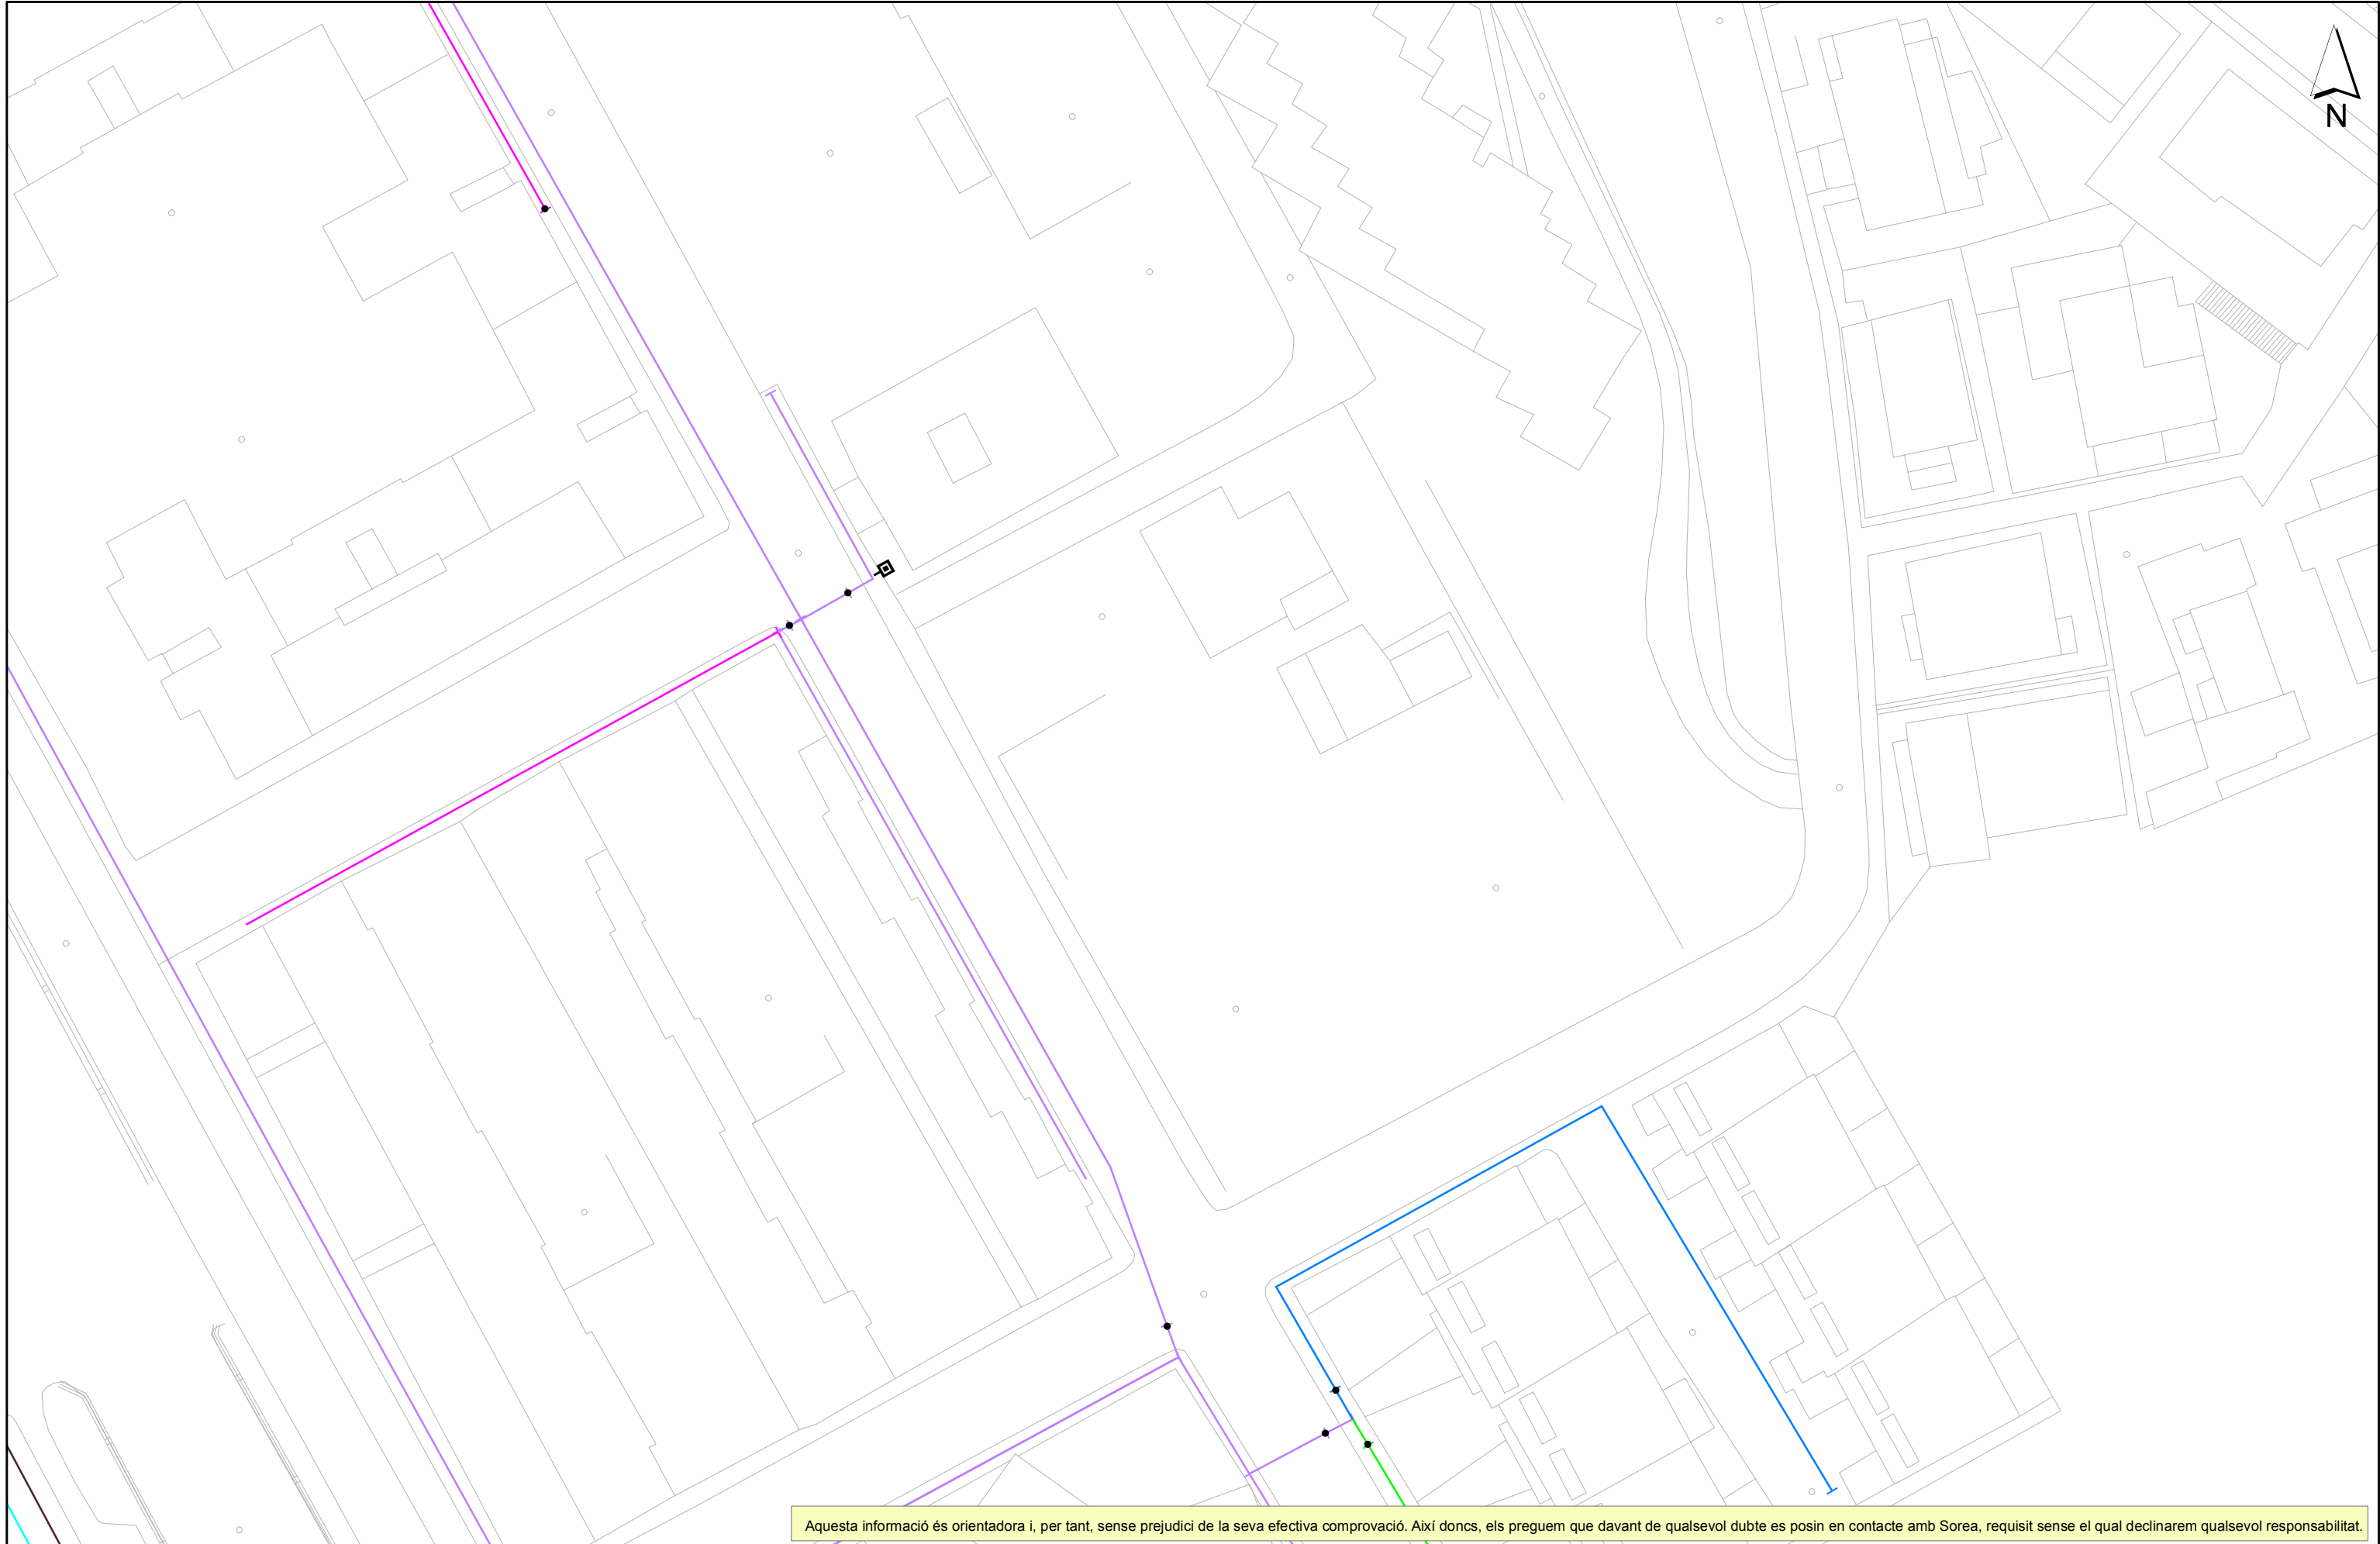 N
Aquesta informació és orientadora i, per tant, sense prejudici de la seva efectiva comprovació. Així doncs, els preguem que davant de qualsevol dubte es posin en contacte amb Sorea, requisit sense el qual declinarem qualsevol responsabilitat.